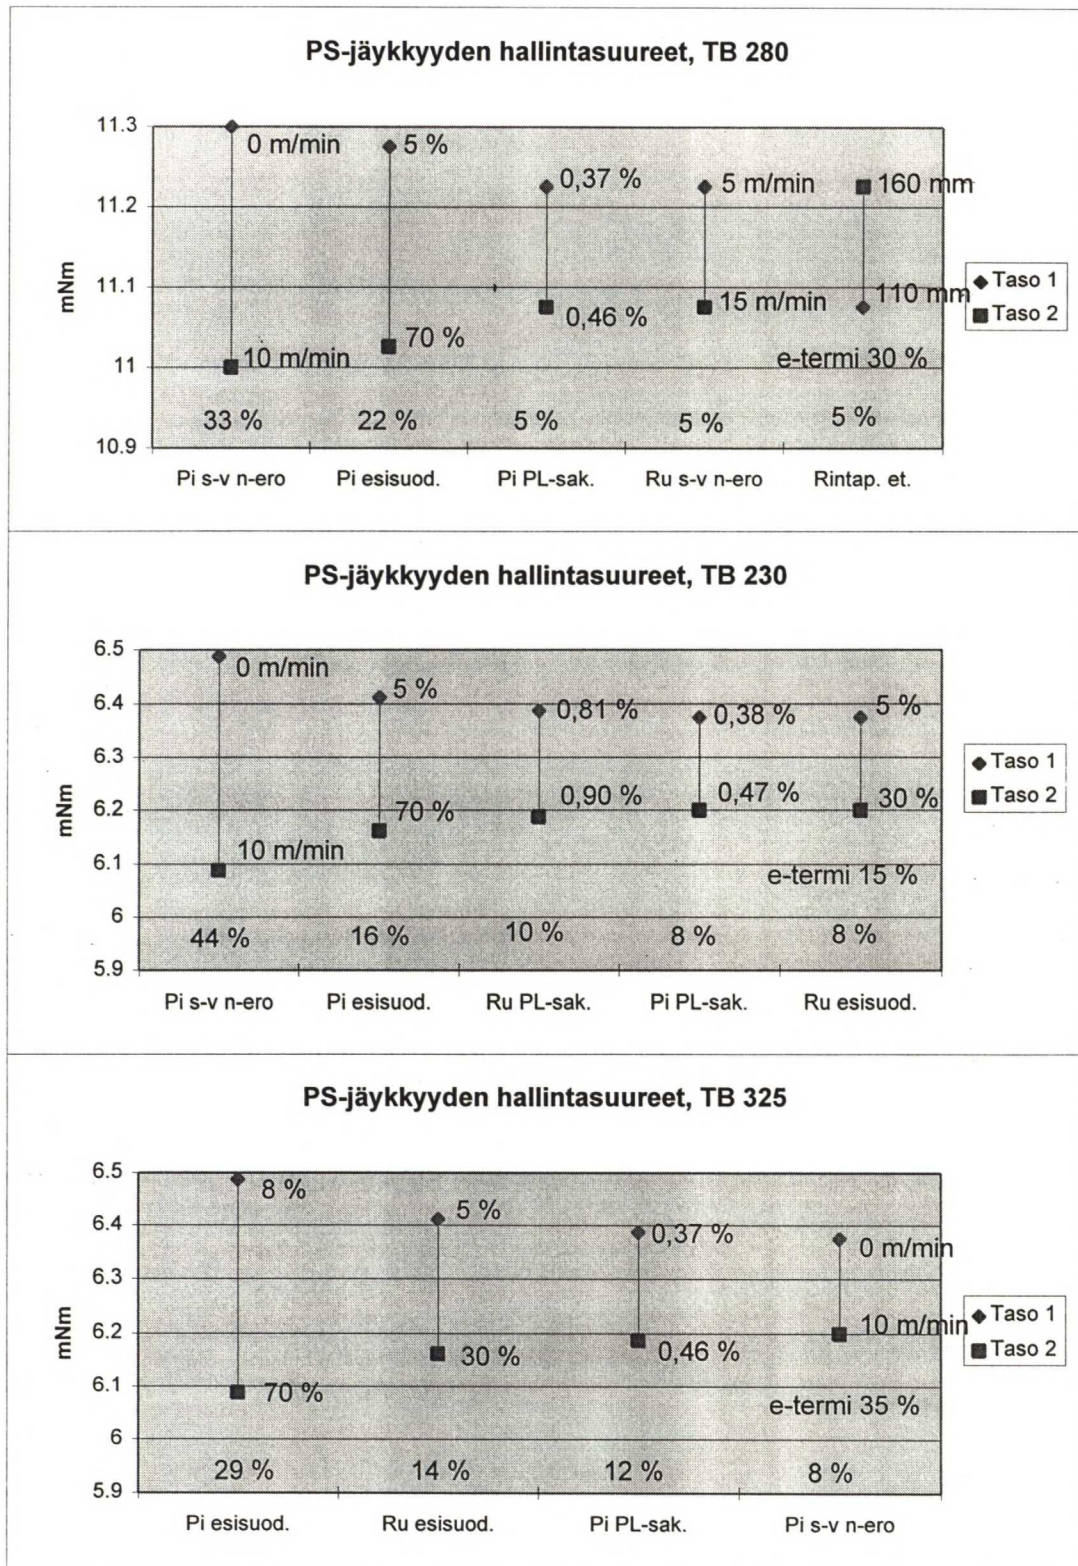 PS-jäykkyyden hallintasuureet, TB 280
11.3
0 m/min
5 %
0,37 %
5 m/min
160 mm
11.2
mNm
11.1
0,46 %
15 m/min
110 mm
Taso 1
Taso 2
70 %
10 m/min
e-termi 30 %
11
33 %
22 %
5 %
5 %
5 %
10.9
Pi s-v n-ero
Pi esisuod.
Pi PL-sak.
Ru s-v n-ero
Rintap. et.
PS-jäykkyyden hallintasuureet, TB 230
6.5
0 m/min
5 %
0,81 %
0,38 %
5 %
6.4
6.3
mNm
6.2
70 %
0,90 %
0,47 %
30 %
Taso 1
Taso 2
6.1
10 m/min
e-termi 15 %
6
44 %
16 %
10 %
8 %
8 %
5.9
Pi s-v n-ero
Pi esisuod.
Ru PL-sak.
Pi PL-sak.
Ru esisuod.
PS-jäykkyyden hallintasuureet, TB 325
6.5
8 %
5 %
0,37 %
0 m/min
6.4
6.3
mNm
6.2
30 %
0,46 %
10 m/min
Taso 1
Taso 2
6.1
70 %
e-termi 35 %
6
29 %
14 %
12 %
8 %
5.9
Pi esisuod.
Ru esisuod.
Pi PL-sak.
Pi s-v n-ero